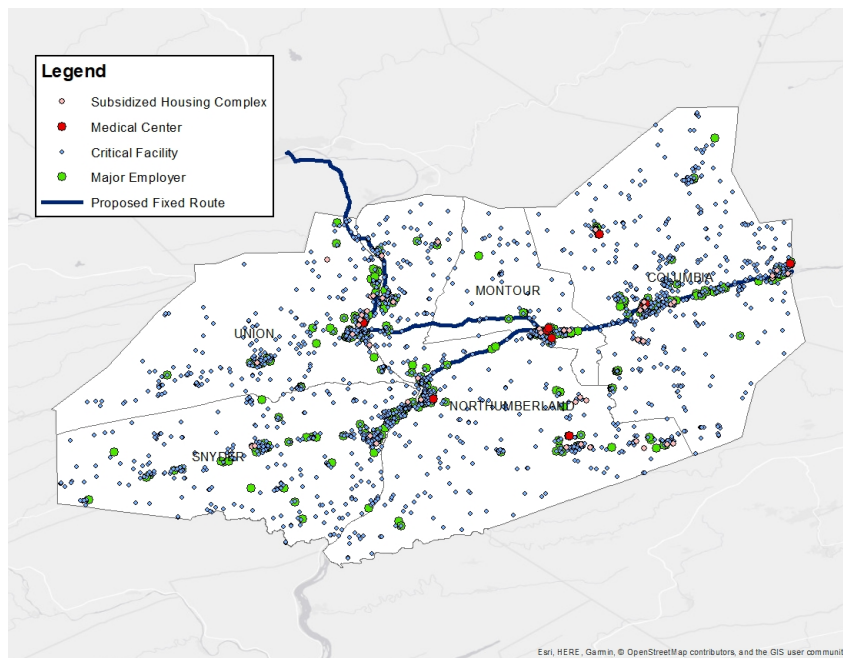 Legend
Subsidized Housing Complex
Medical Center
Critical Facility
Major Employer
Proposed Fixed Route
COLUMBIA
MONTOUR
UNION
NORTHUMBERLAND
SNYDER
Esri, HERE, Garmin, © OpenStreetMap contributors, and the GIS user communit